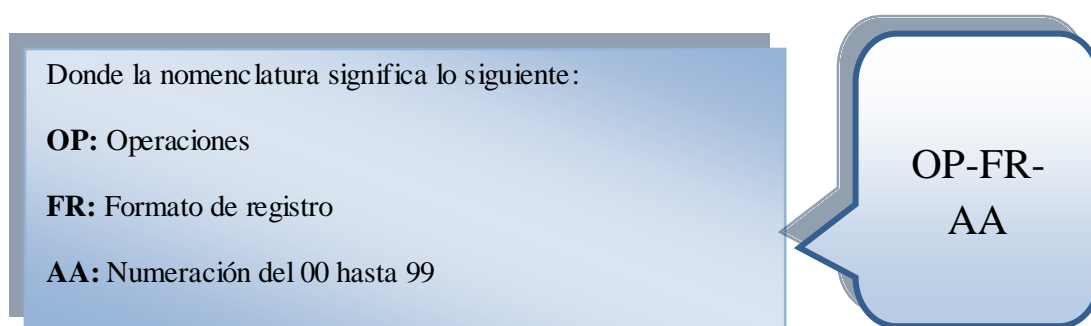 Donde la nomenclatura significa lo siguiente:
OP: Operaciones
FR: Formato de registro
AA: Numeración del 00 hasta 99
OP-FR-
AA